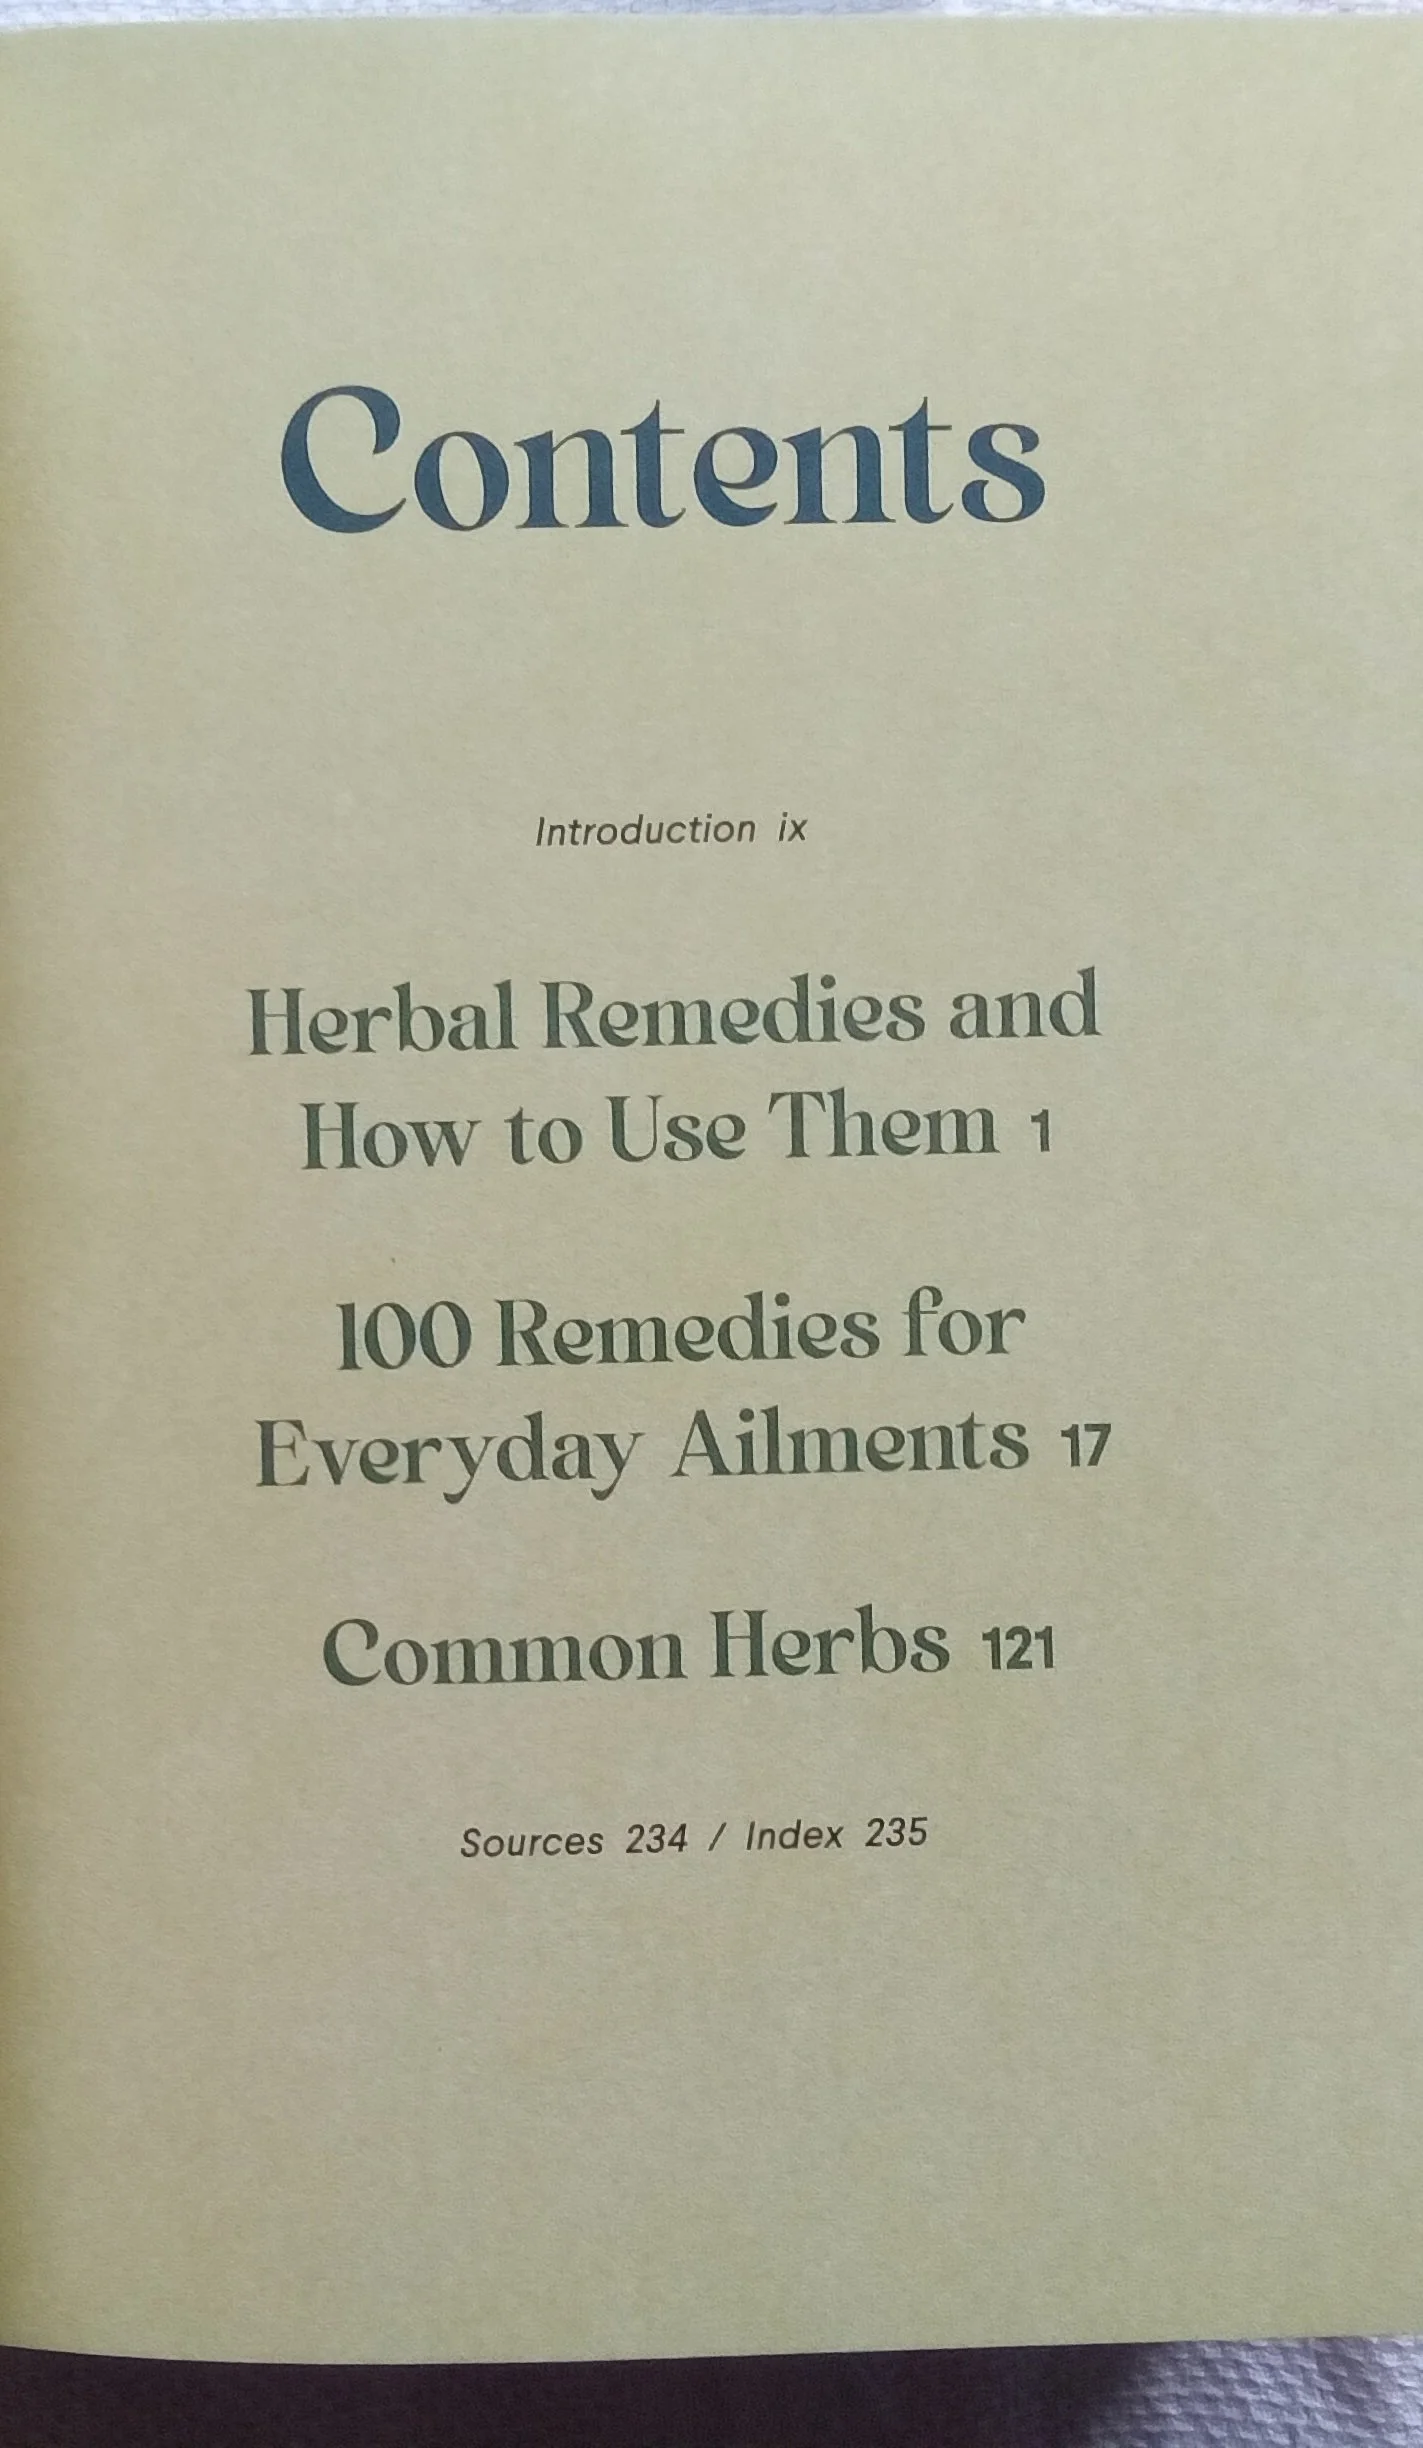 Contents
Introduction ix
Herbal Remedies and
How to Use Them 1
100 Remedies for
Everyday Ailments 17
Common Herbs 121
Sources 234 / Index 235